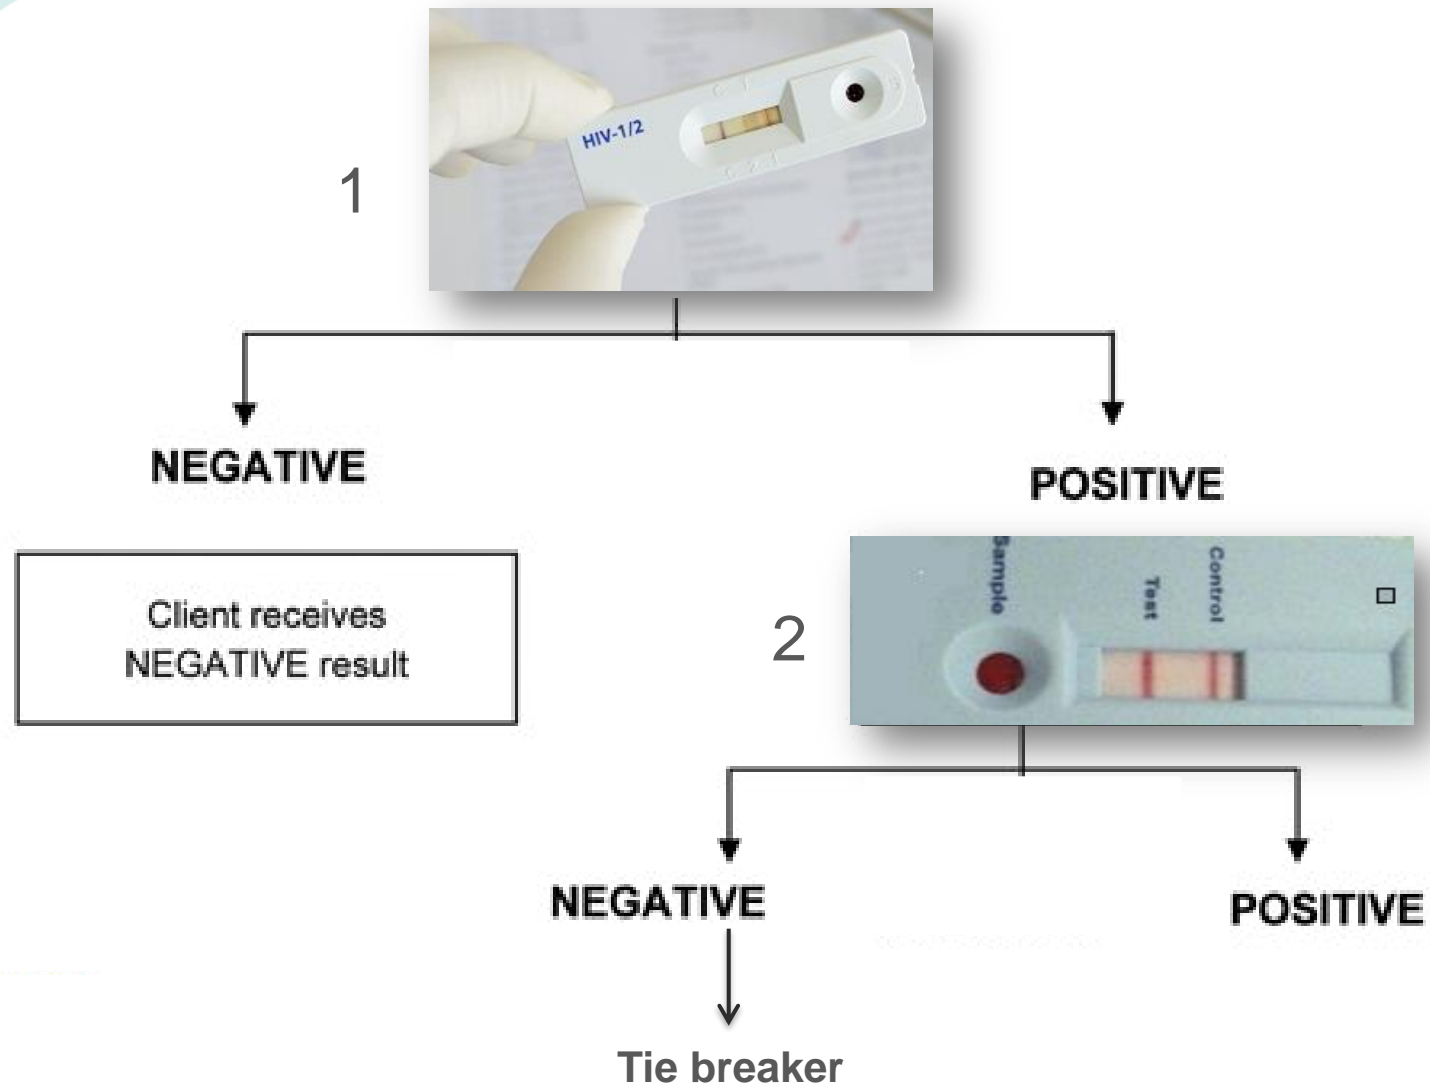 1
HIV-1/2
NEGATIVE
POSITIVE
Client receives
NEGATIVE result
2
Sample
Test
Control
NEGATIVE
POSITIVE
Tie breaker